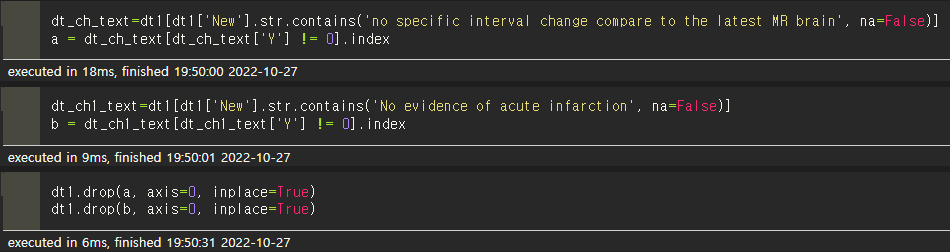 dt_ch_text=dt1[dt1['New'].str.contains('no specific interval change compare to the latest MR brain', na=False)]
a = dt_ch_text[dt_ch_text['Y'] != 0].index
executed in 18ms, finished 19:50:00 2022-10-27
dt_ch1_text=dt1[dt1['New'].str.contains('No evidence of acute infarction', na=False)]
b = dt_ch1_text[dt_ch1_text['Y'] != 0].index
executed in 9ms, finished 19:50:01 2022-10-27
dt1.drop(a, axis=0, inplace=True)
dt1.drop(b, axis=0, inplace=True)
executed in 6ms, finished 19:50:31 2022-10-27